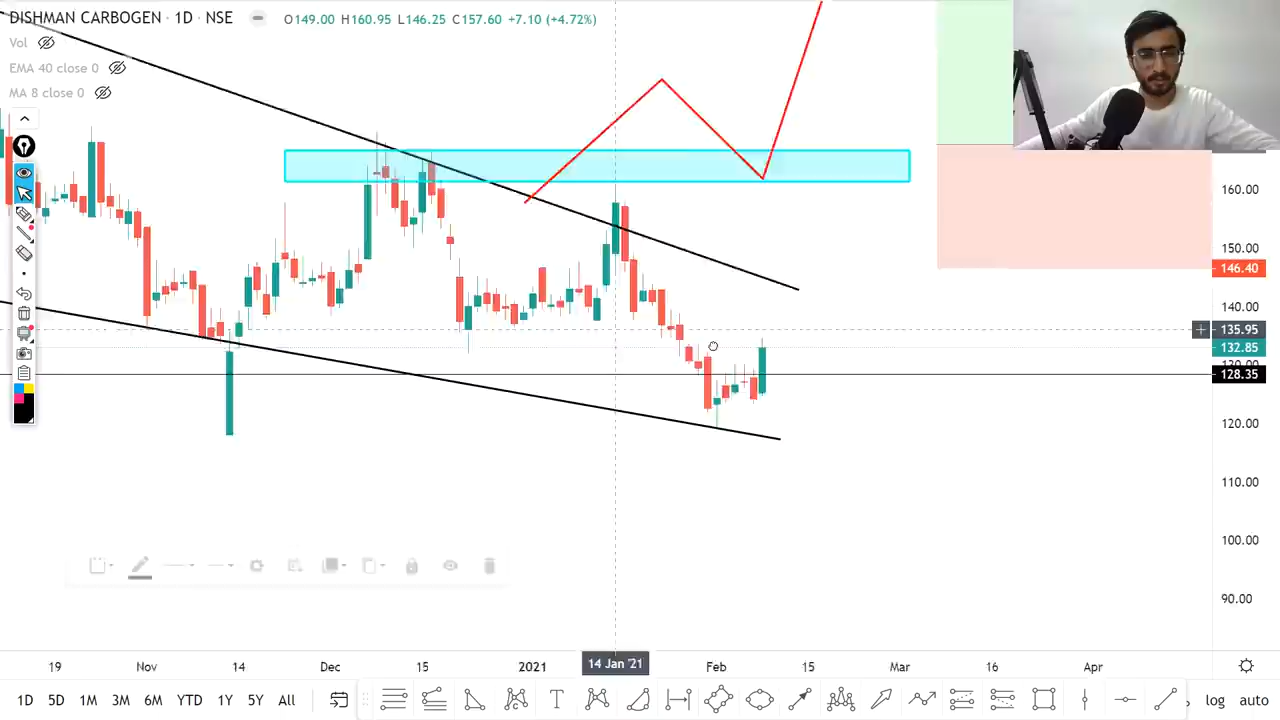 DISHMAN CARBOGEN · 1D · NSE O149.00 H160.95 L146.25 C157.60 +7.10 (+4.72%)
Vol
EMA 40 close 0
MA 8 close 0
160.00
150.00
146.40
140.00
135.95
132.85
128.35
120.00
110.00
100.00
90.00
19 Nov 14 Dec 15 2021 14 Jan '21 Feb 15 Mar 16 Apr
1D 5D 1M 3M 6M YTD 1Y 5Y All T log auto